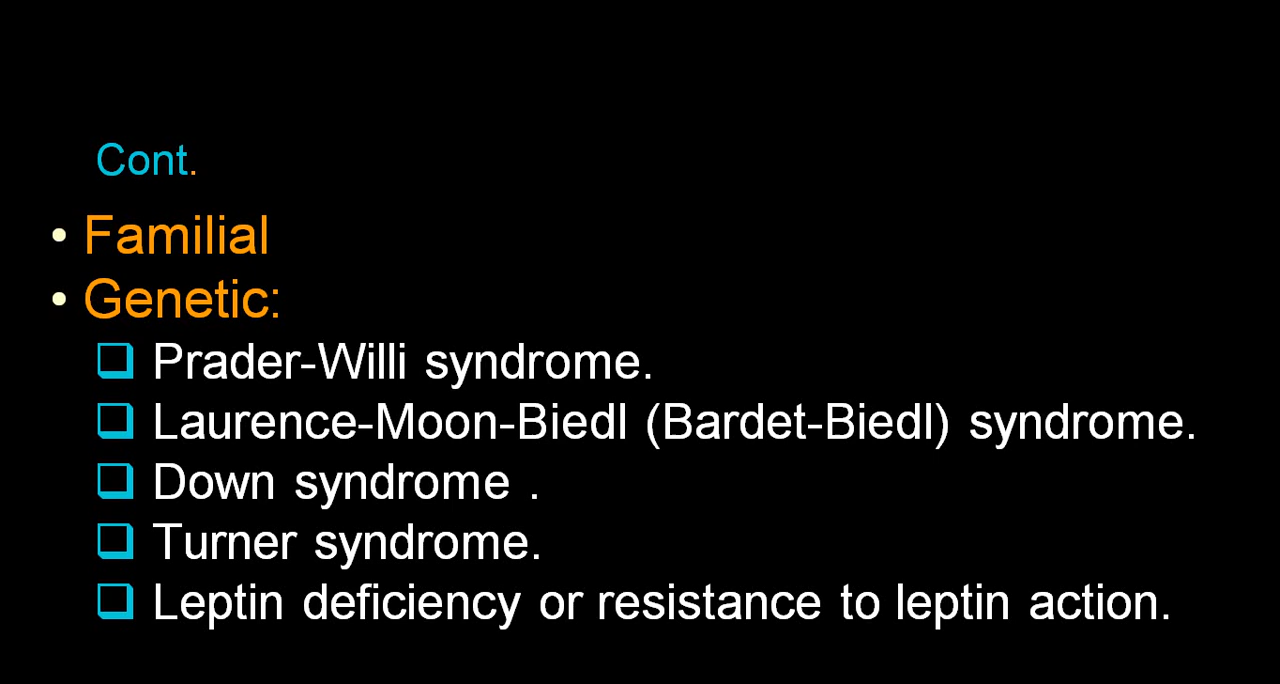 Cont.
• Familial
• Genetic:
❑ Prader-Willi syndrome.
❑ Laurence-Moon-Biedl (Bardet-Biedl) syndrome.
❑ Down syndrome .
❑ Turner syndrome.
❑ Leptin deficiency or resistance to leptin action.